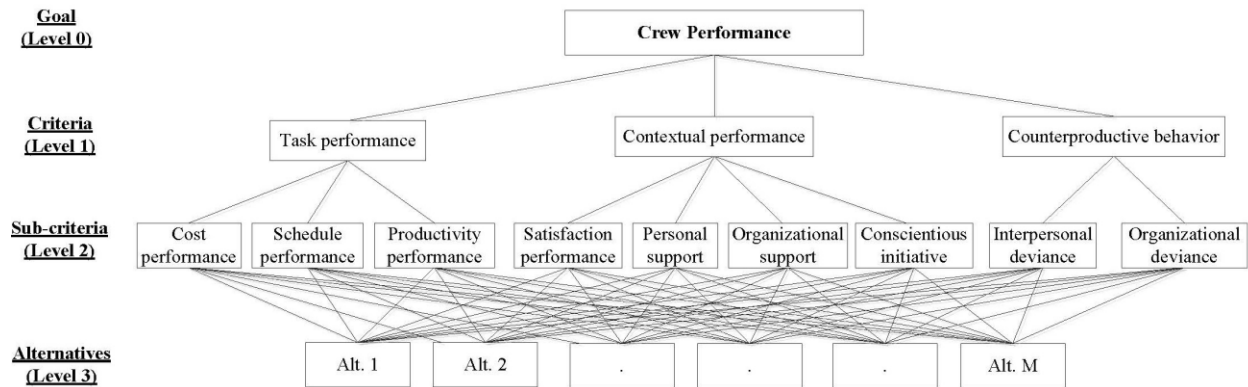 Goal
(Level 0)
Crew Performance
Criteria
(Level 1)
Task performance
Contextual performance
Counterproductive behavior
Sub-criteria
(Level 2)
Cost
performance
Schedule
performance
Productivity
performance
Satisfaction
performance
Personal
support
Organizational
support
Conscientious
initiative
Interpersonal
deviance
Organizational
deviance
Alternatives
(Level 3)
Alt. 1
Alt. 2
.
.
.
Alt. M